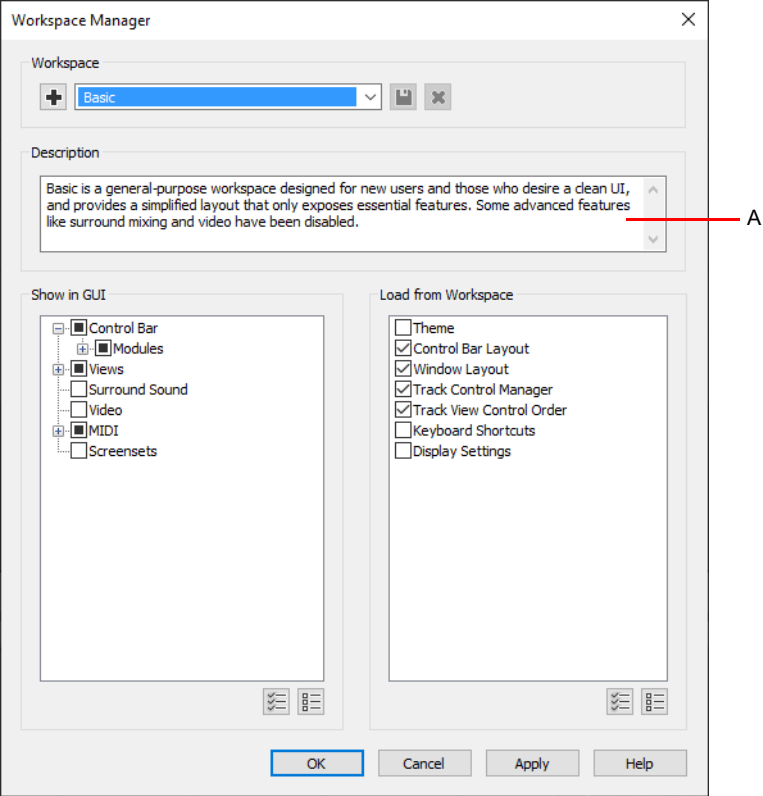 Workspace Manager
Workspace
Basic
Description
Basic is a general-purpose workspace designed for new users and those who desire a clean UI,
and provides a simplified layout that only exposes essential features. Some advanced features
like surround mixing and video have been disabled.
A
Show in GUI
Control Bar
Modules
Views
Surround Sound
Video
MIDI
Screensets
Load from Workspace
Theme
Control Bar Layout
Window Layout
Track Control Manager
Track View Control Order
Keyboard Shortcuts
Display Settings
OK
Cancel
Apply
Help